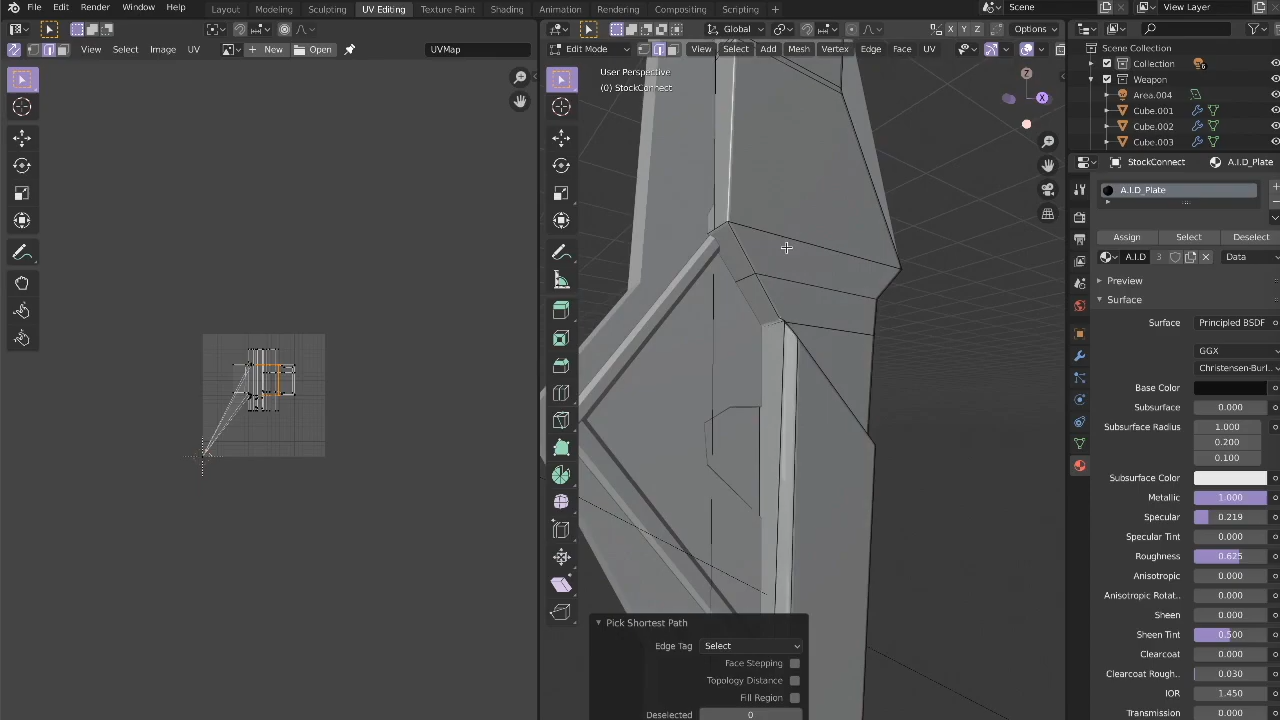 File Edit Render Window Help Layout Modeling Sculpting UV Editing Texture Paint Shading Animation Rendering Compositing Geometry Nodes Scripting Scene View Layer
Global Options
View Select Image UV New Open UVMap Edit Mode View Select Add Mesh Vertex Edge Face UV
Scene Collection
Collection 6
Weapon
Area.004
Cube.001
Cube.002
Cube.003
User Perspective
(0) StockConnect
Z
X
StockConnect A.I.D_Plate
A.I.D_Plate
Assign Select Deselect
A.I.D 3 Data
Preview
Surface
Surface Principled BSDF
GGX
Christensen-Burl..
Base Color
Subsurface 0.000
Subsurface Radius 1.000
0.200
0.100
Subsurface Color
Metallic 1.000
Specular 0.219
Specular Tint 0.000
Roughness 0.625
Anisotropic 0.000
Anisotropic Rotat.. 0.000
Sheen 0.000
Sheen Tint 0.500
Clearcoat 0.000
Clearcoat Rough.. 0.030
IOR 1.450
Transmission 0.000
Pick Shortest Path
Edge Tag Select
Face Stepping
Topology Distance
Fill Region
Deselected 0